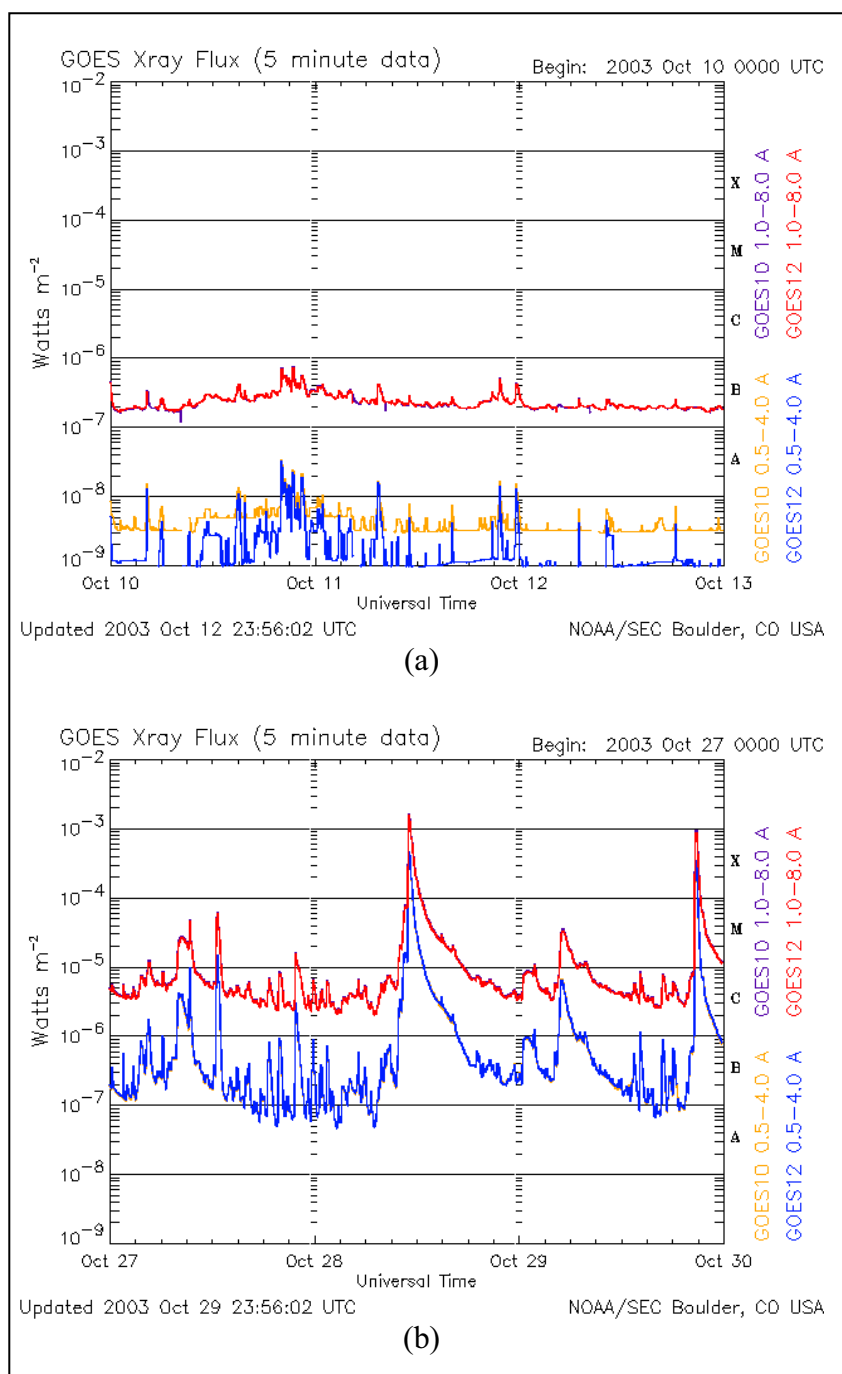 GOES Xray Flux (5 minute data)
Begin: 2003 Oct 10 0000 UTC
10⁻²
10⁻³
10⁻⁴
10⁻⁵
10⁻⁶
10⁻⁷
10⁻⁸
10⁻⁹
Watts m⁻²
X
M
C
B
A
GOES10 1.0–8.0 A
GOES12 1.0–8.0 A
GOES10 0.5–4.0 A
GOES12 0.5–4.0 A
Oct 10
Oct 11
Oct 12
Oct 13
Universal Time
Updated 2003 Oct 12 23:56:02 UTC
NOAA/SEC Boulder, CO USA
(a)
GOES Xray Flux (5 minute data)
Begin: 2003 Oct 27 0000 UTC
10⁻²
10⁻³
10⁻⁴
10⁻⁵
10⁻⁶
10⁻⁷
10⁻⁸
10⁻⁹
Watts m⁻²
X
M
C
B
A
GOES10 1.0–8.0 A
GOES12 1.0–8.0 A
GOES10 0.5–4.0 A
GOES12 0.5–4.0 A
Oct 27
Oct 28
Oct 29
Oct 30
Universal Time
Updated 2003 Oct 29 23:56:02 UTC
NOAA/SEC Boulder, CO USA
(b)